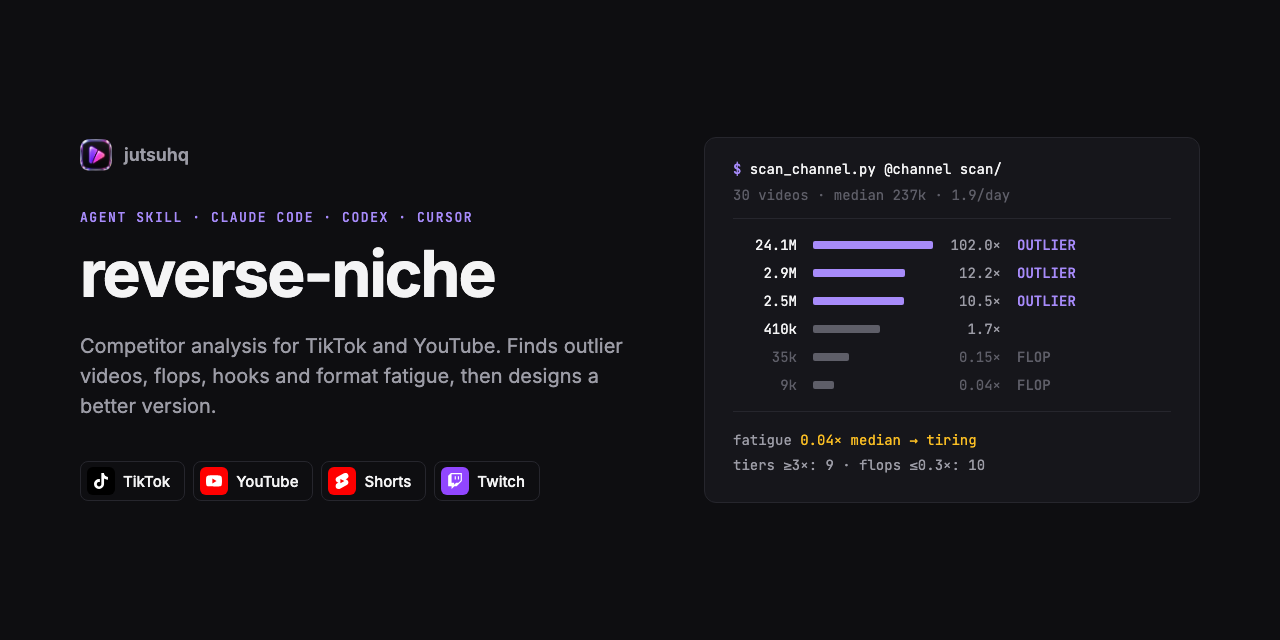 jutsuhq
AGENT SKILL · CLAUDE CODE · CODEX · CURSOR
reverse-niche
Competitor analysis for TikTok and YouTube. Finds outlier
videos, flops, hooks and format fatigue, then designs a
better version.
TikTok YouTube Shorts Twitch
$ scan_channel.py @channel scan/
30 videos · median 237k · 1.9/day
24.1M 102.0× OUTLIER
2.9M 12.2× OUTLIER
2.5M 10.5× OUTLIER
410k 1.7×
35k 0.15× FLOP
9k 0.04× FLOP
fatigue 0.04× median → tiring
tiers ≥3×: 9 · flops ≤0.3×: 10